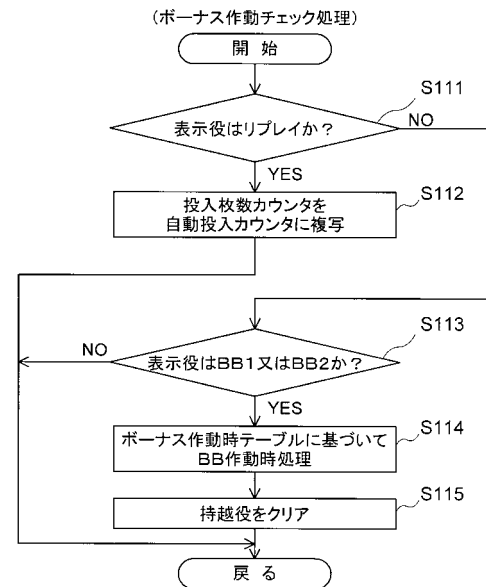 (ボーナス作動チェック処理)
開 始
S111
表示役はリプレイか?
NO
YES
S112
投入枚数カウンタを
自動投入カウンタに複写
S113
NO
表示役はBB1又はBB2か?
YES
S114
ボーナス作動時テーブルに基づいて
BB作動時処理
S115
持越役をクリア
戻 る